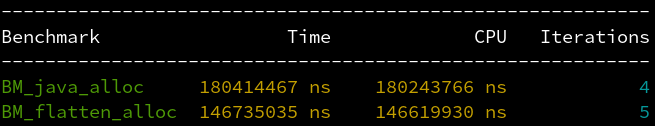 -------------------------------------------------------
Benchmark Time CPU Iterations
-------------------------------------------------------
BM_java_alloc 180414467 ns 180243766 ns 4
BM_flatten_alloc 146735035 ns 146619930 ns 5